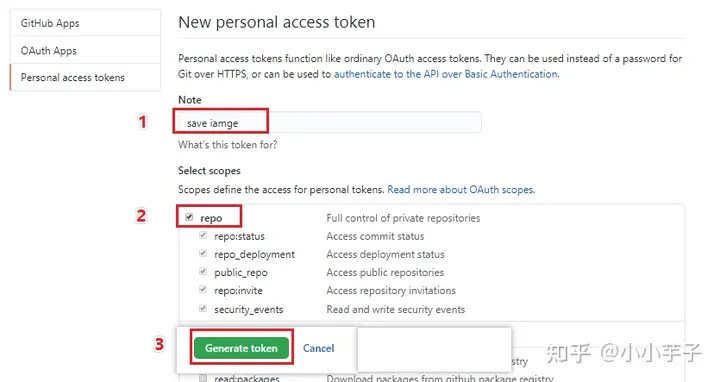 GitHub Apps
OAuth Apps
Personal access tokens
New personal access token
Personal access tokens function like ordinary OAuth access tokens. They can be used instead of a password for
Git over HTTPS, or can be used to authenticate to the API over Basic Authentication.
Note
1 save iamge
What's this token for?
Select scopes
Scopes define the access for personal tokens. Read more about OAuth scopes.
2 repo Full control of private repositories
repo:status Access commit status
repo_deployment Access deployment status
public_repo Access public repositories
repo:invite Access repository invitations
security_events Read and write security events
3 Generate token Cancel
知乎 @小小芋子
read:packages Download packages from github package registry